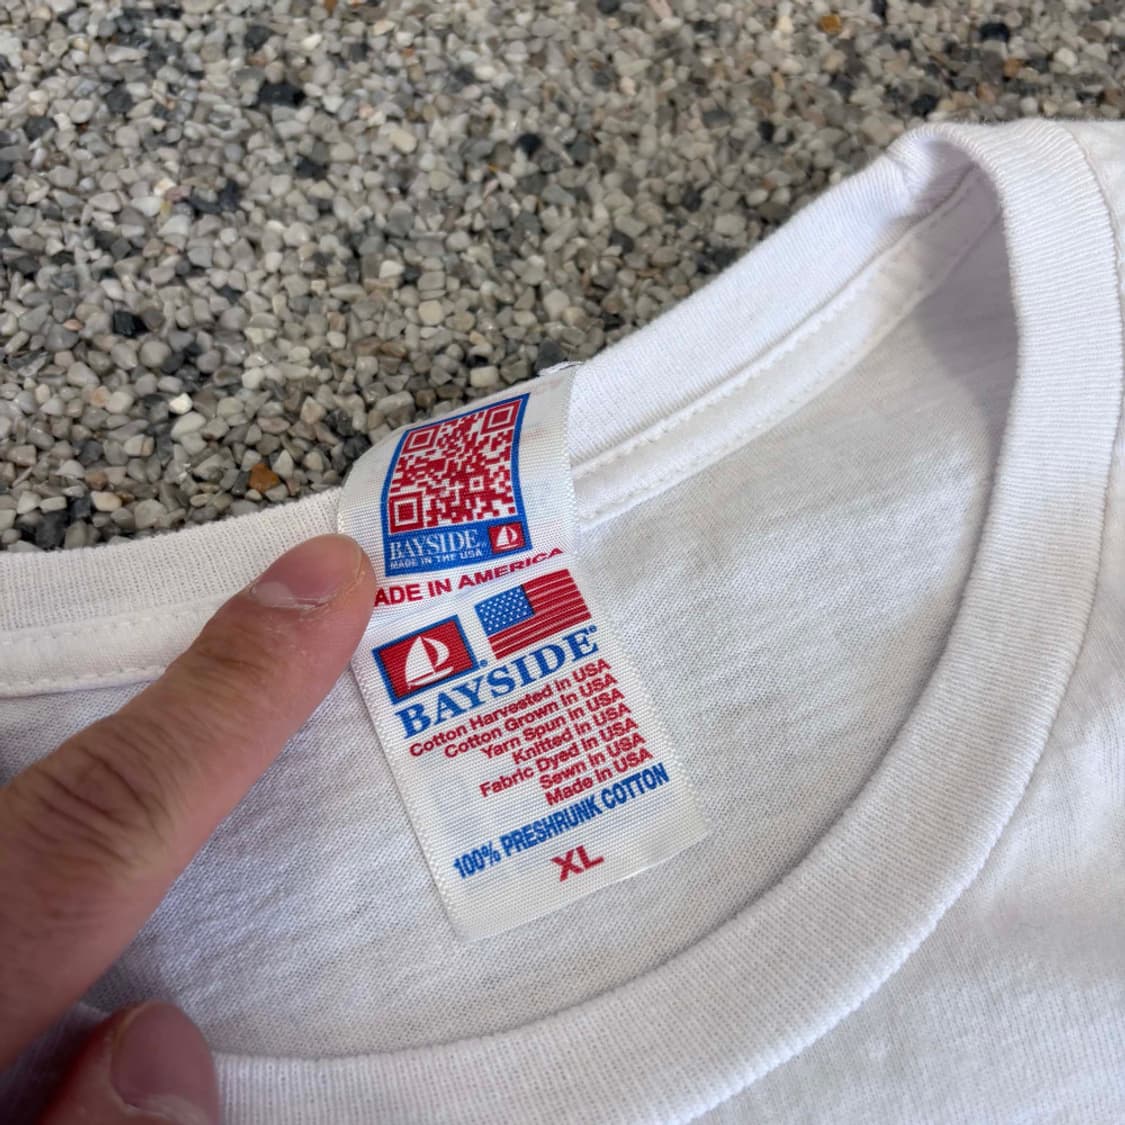 BAYSIDE
MADE IN THE USA
ADE IN AMERICA
BAYSIDE®
Cotton Harvested in USA
Cotton Grown in USA
Yarn Spun in USA
Knitted in USA
Fabric Dyed in USA
Sewn in USA
Made in USA
100% PRESHRUNK COTTON
XL